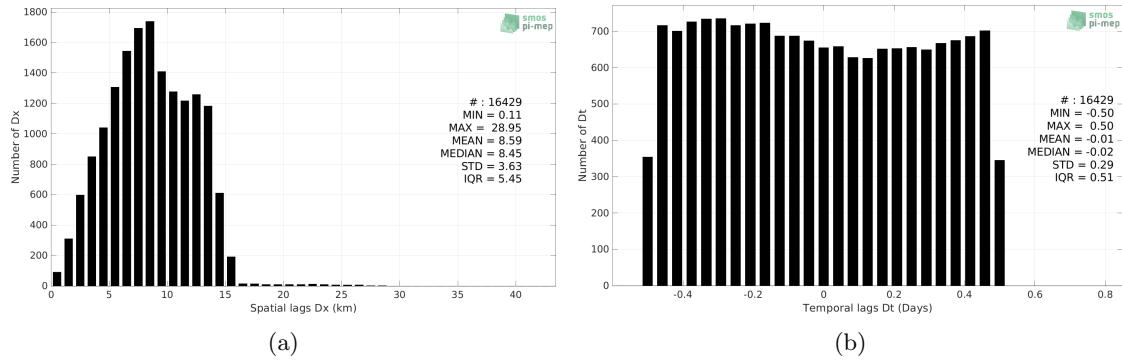 1800
1600
1400
1200
1000
800
600
400
200
0
Number of Dx
smos
pi-mep
# : 16429
MIN = 0.11
MAX = 28.95
MEAN = 8.59
MEDIAN = 8.45
STD = 3.63
IQR = 5.45
0 5 10 15 20 25 30 35 40
Spatial lags Dx (km)
(a)
700
600
500
400
300
200
100
0
Number of Dt
smos
pi-mep
# : 16429
MIN = -0.50
MAX = 0.50
MEAN = -0.01
MEDIAN = -0.02
STD = 0.29
IQR = 0.51
-0.4 -0.2 0 0.2 0.4 0.6 0.8
Temporal lags Dt (Days)
(b)